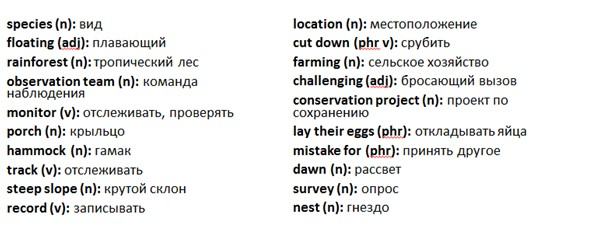 species (n): вид
floating (adj): плавающий
rainforest (n): тропический лес
observation team (n): команда
наблюдения
monitor (v): отслеживать, проверять
porch (n): крыльцо
hammock (n): гамак
track (v): отслеживать
steep slope (n): крутой склон
record (v): записывать
location (n): местоположение
cut down (phr v): срубить
farming (n): сельское хозяйство
challenging (adj): бросающий вызов
conservation project (n): проект по
сохранению
lay their eggs (phr): откладывать яйца
mistake for (phr): принять другое
dawn (n): рассвет
survey (n): опрос
nest (n): гнездо